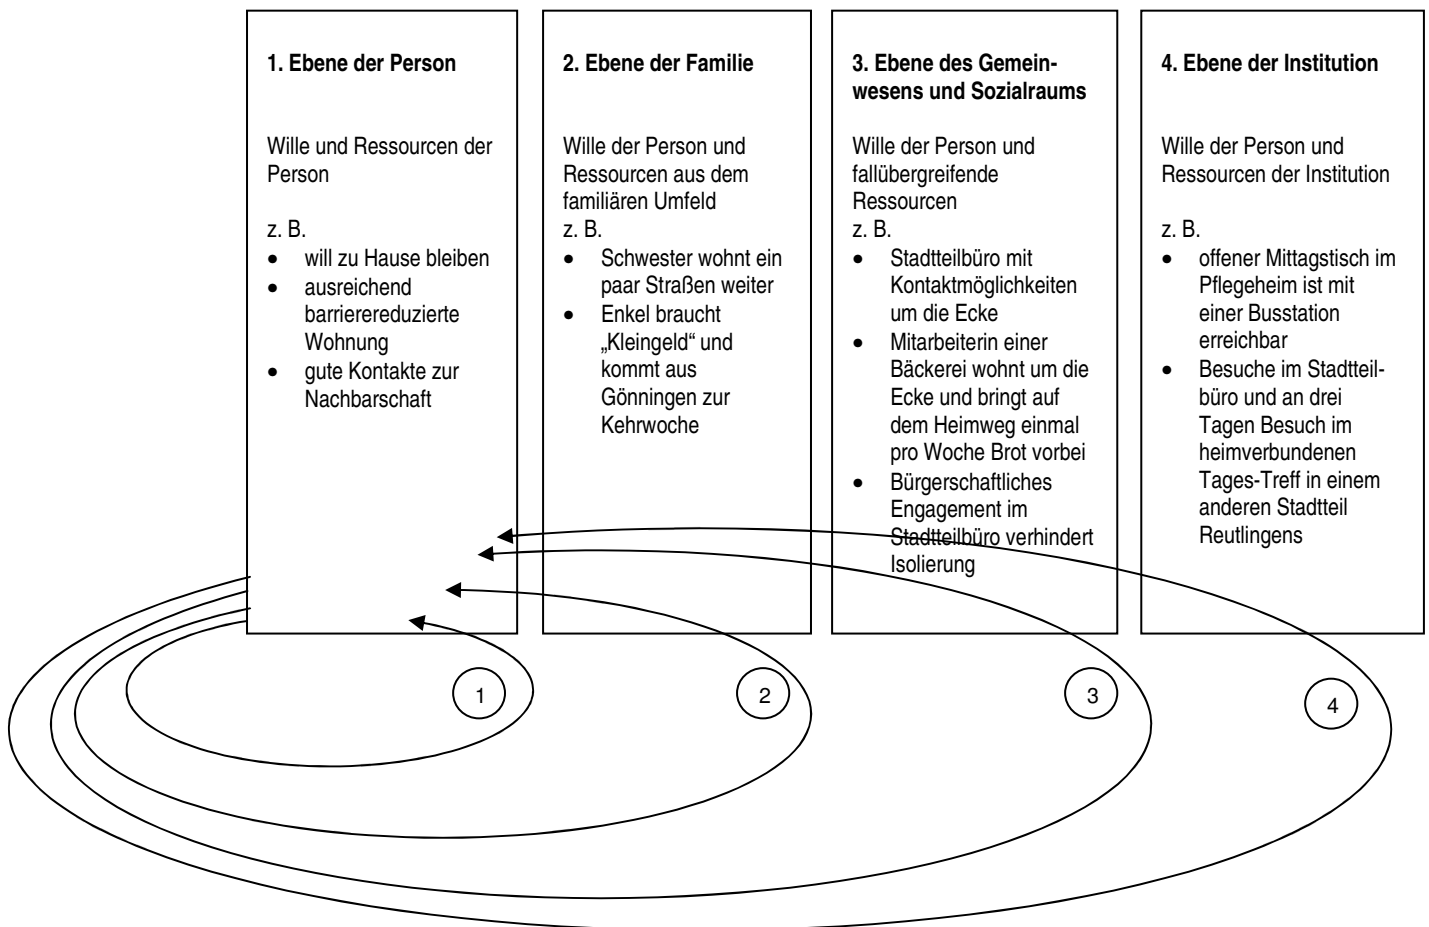 1. Ebene der Person
Wille und Ressourcen der
Person
z. B.
• will zu Hause bleiben
• ausreichend
barrierereduzierte
Wohnung
• gute Kontakte zur
Nachbarschaft
2. Ebene der Familie
Wille der Person und
Ressourcen aus dem
familiären Umfeld
z. B.
• Schwester wohnt ein
paar Straßen weiter
• Enkel braucht
„Kleingeld“ und
kommt aus
Gönningen zur
Kehrwoche
3. Ebene des Gemein-
wesens und Sozialraums
Wille der Person und
fallübergreifende
Ressourcen
z. B.
• Stadtteilbüro mit
Kontaktmöglichkeiten
um die Ecke
• Mitarbeiterin einer
Bäckerei wohnt um die
Ecke und bringt auf
dem Heimweg einmal
pro Woche Brot vorbei
• Bürgerschaftliches
Engagement im
Stadtteilbüro verhindert
Isolierung
4. Ebene der Institution
Wille der Person und
Ressourcen der Institution
z. B.
• offener Mittagstisch im
Pflegeheim ist mit
einer Busstation
erreichbar
• Besuche im Stadtteil-
büro und an drei
Tagen Besuch im
heimverbundenen
Tages-Treff in einem
anderen Stadtteil
Reutlingens
1
2
3
4